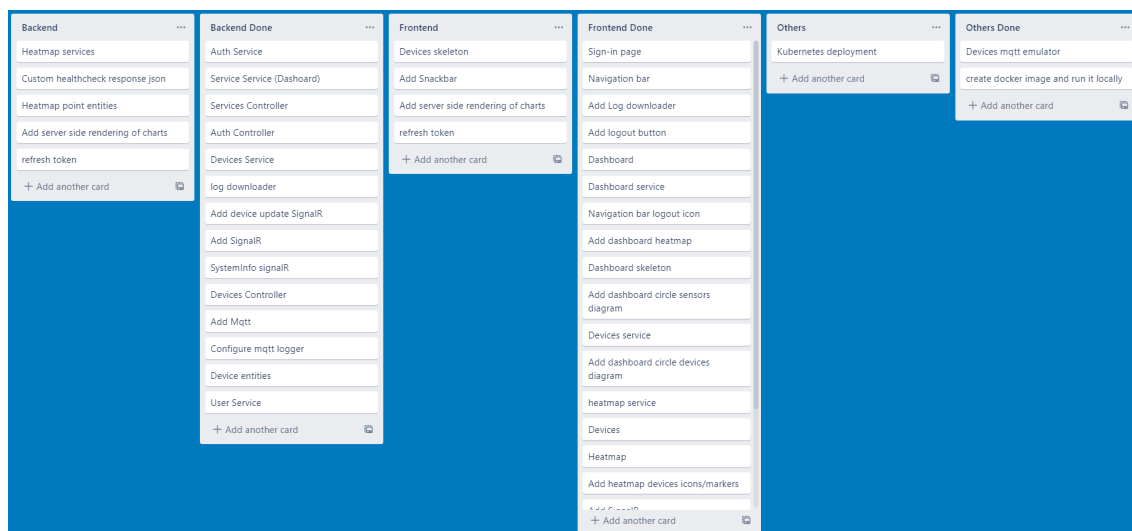 Backend
Heatmap services
Custom healthcheck response json
Heatmap point entities
Add server side rendering of charts
refresh token
+ Add another card
Backend Done
Auth Service
Service Service (Dashoard)
Services Controller
Auth Controller
Devices Service
log downloader
Add device update SignalR
Add SignalR
SystemInfo signalR
Devices Controller
Add Mqtt
Configure mqtt logger
Device entities
User Service
+ Add another card
Frontend
Devices skeleton
Add Snackbar
Add server side rendering of charts
refresh token
+ Add another card
Frontend Done
Sign-in page
Navigation bar
Add Log downloader
Add logout button
Dashboard
Dashboard service
Navigation bar logout icon
Add dashboard heatmap
Dashboard skeleton
Add dashboard circle sensors
diagram
Devices service
Add dashboard circle devices
diagram
heatmap service
Devices
Heatmap
Add heatmap devices icons/markers
Add SignalR
+ Add another card
Others
Kubernetes deployment
+ Add another card
Others Done
Devices mqtt emulator
create docker image and run it locally
+ Add another card